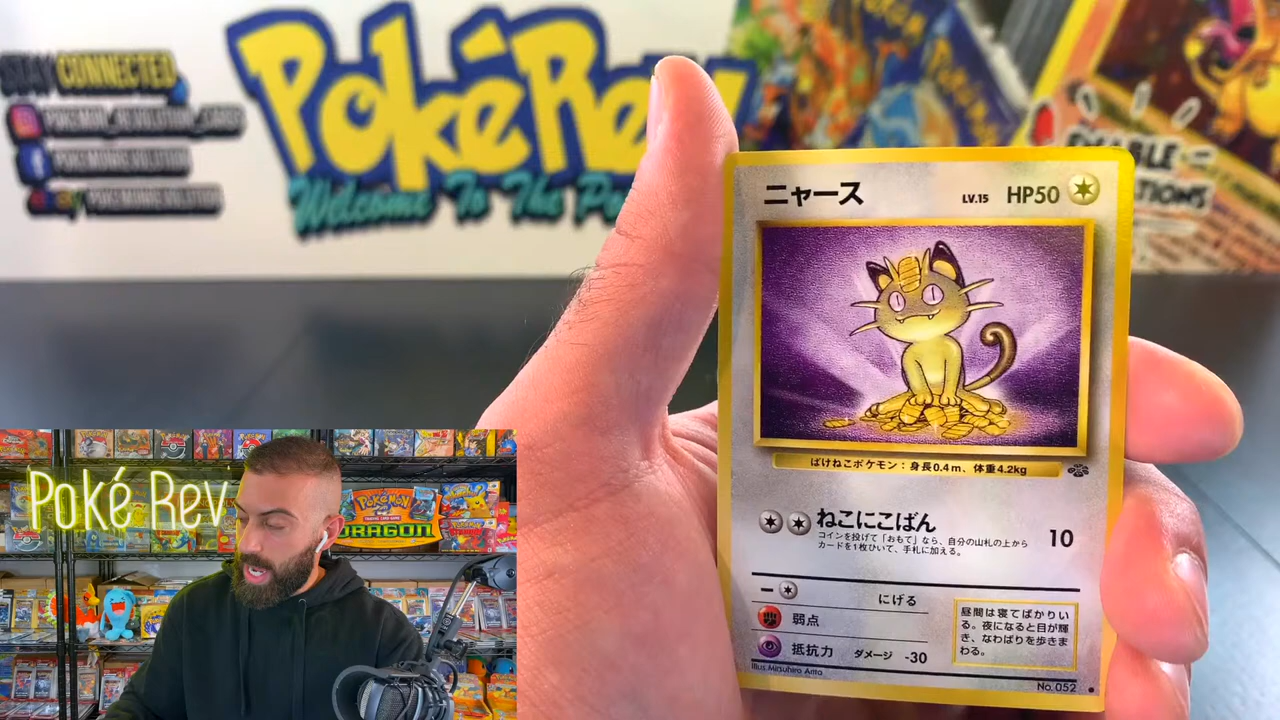 STAY CONNECTED
PokéRev
Welcome To The Po
ニャース LV.15 HP50
ばけねこポケモン：身長0.4m、体重4.2kg
ねこにこばん 10
コインを投げて「おもて」なら、自分の山札の上から
カードを1枚ひいて、手札に加える。
にげる
弱点
抵抗力 ダメージ -30
昼間は寝てばかりい
る。夜になると目が輝
き、なわばりを歩きま
わる。
Illus. Mitsuhiro Arita
No. 052
Poké Rev
POKÉMON
DRAGON